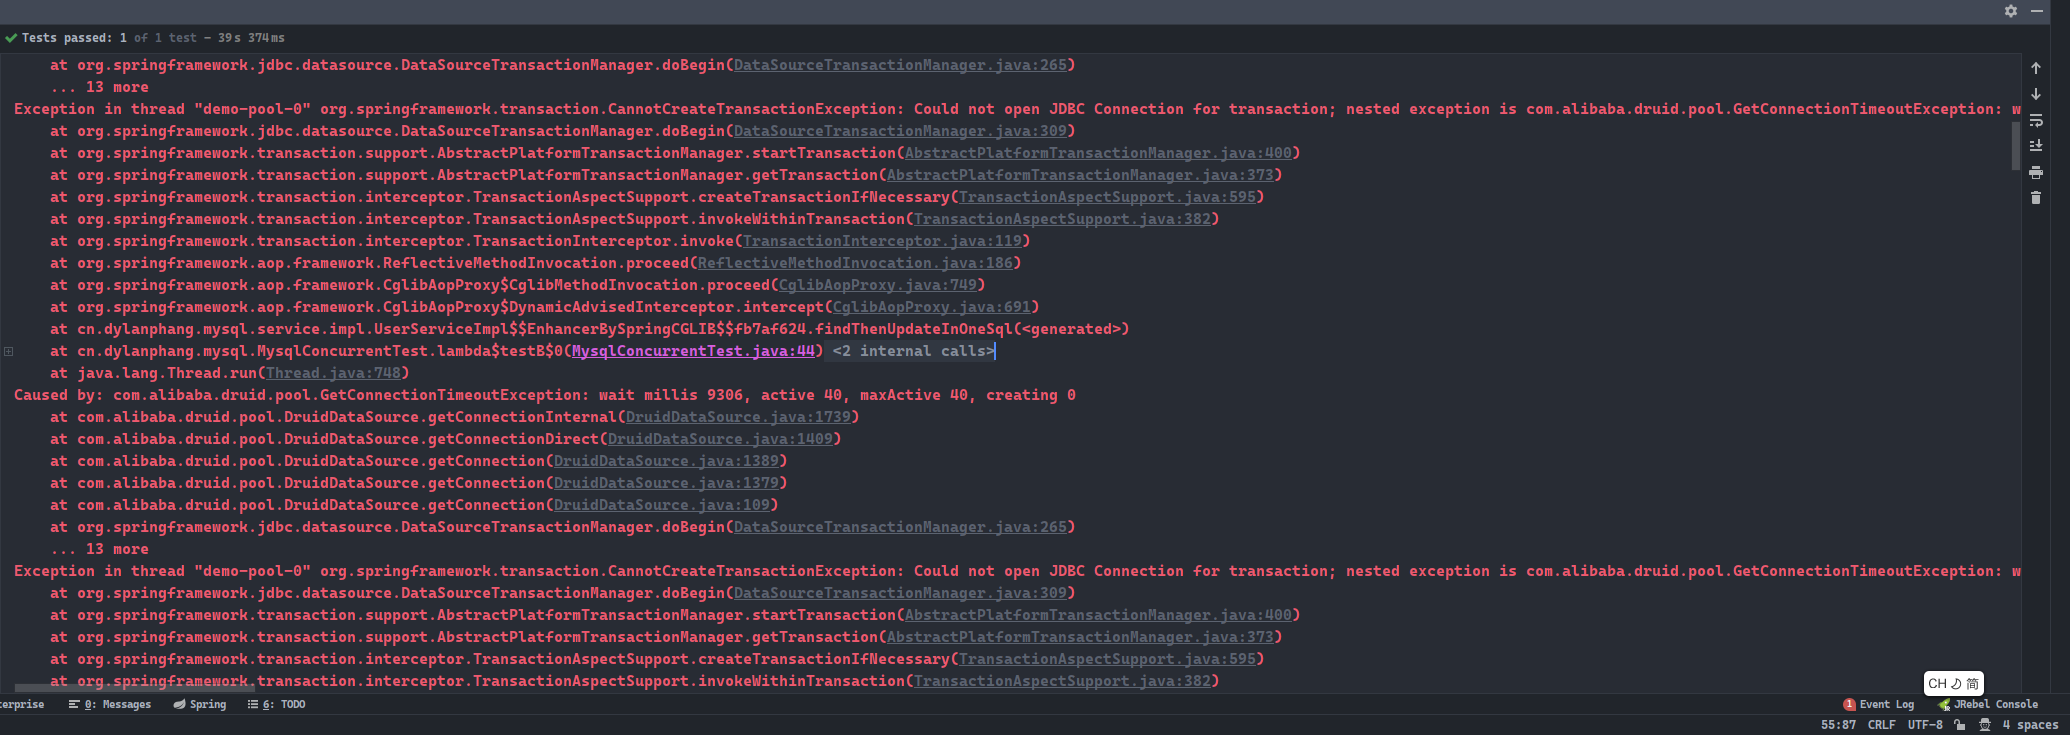 Tests passed: 1 of 1 test – 39 s 374 ms
at org.springframework.jdbc.datasource.DataSourceTransactionManager.doBegin(DataSourceTransactionManager.java:265)
... 13 more
Exception in thread "demo-pool-0" org.springframework.transaction.CannotCreateTransactionException: Could not open JDBC Connection for transaction; nested exception is com.alibaba.druid.pool.GetConnectionTimeoutException: w
at org.springframework.jdbc.datasource.DataSourceTransactionManager.doBegin(DataSourceTransactionManager.java:309)
at org.springframework.transaction.support.AbstractPlatformTransactionManager.startTransaction(AbstractPlatformTransactionManager.java:400)
at org.springframework.transaction.support.AbstractPlatformTransactionManager.getTransaction(AbstractPlatformTransactionManager.java:373)
at org.springframework.transaction.interceptor.TransactionAspectSupport.createTransactionIfNecessary(TransactionAspectSupport.java:595)
at org.springframework.transaction.interceptor.TransactionAspectSupport.invokeWithinTransaction(TransactionAspectSupport.java:382)
at org.springframework.transaction.interceptor.TransactionInterceptor.invoke(TransactionInterceptor.java:119)
at org.springframework.aop.framework.ReflectiveMethodInvocation.proceed(ReflectiveMethodInvocation.java:186)
at org.springframework.aop.framework.CglibAopProxy$CglibMethodInvocation.proceed(CglibAopProxy.java:749)
at org.springframework.aop.framework.CglibAopProxy$DynamicAdvisedInterceptor.intercept(CglibAopProxy.java:691)
at cn.dylanphang.mysql.service.impl.UserServiceImpl$$EnhancerBySpringCGLIB$$fb7af624.findThenUpdateInOneSql(<generated>)
at cn.dylanphang.mysql.MysqlConcurrentTest.lambda$testB$0(MysqlConcurrentTest.java:44) <2 internal calls>
at java.lang.Thread.run(Thread.java:748)
Caused by: com.alibaba.druid.pool.GetConnectionTimeoutException: wait millis 9306, active 40, maxActive 40, creating 0
at com.alibaba.druid.pool.DruidDataSource.getConnectionInternal(DruidDataSource.java:1739)
at com.alibaba.druid.pool.DruidDataSource.getConnectionDirect(DruidDataSource.java:1409)
at com.alibaba.druid.pool.DruidDataSource.getConnection(DruidDataSource.java:1389)
at com.alibaba.druid.pool.DruidDataSource.getConnection(DruidDataSource.java:1379)
at com.alibaba.druid.pool.DruidDataSource.getConnection(DruidDataSource.java:109)
at org.springframework.jdbc.datasource.DataSourceTransactionManager.doBegin(DataSourceTransactionManager.java:265)
... 13 more
Exception in thread "demo-pool-0" org.springframework.transaction.CannotCreateTransactionException: Could not open JDBC Connection for transaction; nested exception is com.alibaba.druid.pool.GetConnectionTimeoutException: w
at org.springframework.jdbc.datasource.DataSourceTransactionManager.doBegin(DataSourceTransactionManager.java:309)
at org.springframework.transaction.support.AbstractPlatformTransactionManager.startTransaction(AbstractPlatformTransactionManager.java:400)
at org.springframework.transaction.support.AbstractPlatformTransactionManager.getTransaction(AbstractPlatformTransactionManager.java:373)
at org.springframework.transaction.interceptor.TransactionAspectSupport.createTransactionIfNecessary(TransactionAspectSupport.java:595)
at org.springframework.transaction.interceptor.TransactionAspectSupport.invokeWithinTransaction(TransactionAspectSupport.java:382)
CH 简
erprise 0: Messages Spring 6: TODO 1 Event Log JRebel Console
55:87 CRLF UTF-8 4 spaces